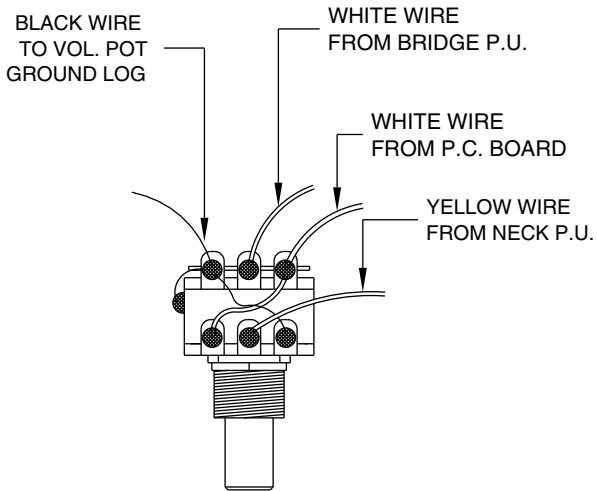 BLACK WIRE
TO VOL. POT
GROUND LOG
WHITE WIRE
FROM BRIDGE P.U.
WHITE WIRE
FROM P.C. BOARD
YELLOW WIRE
FROM NECK P.U.